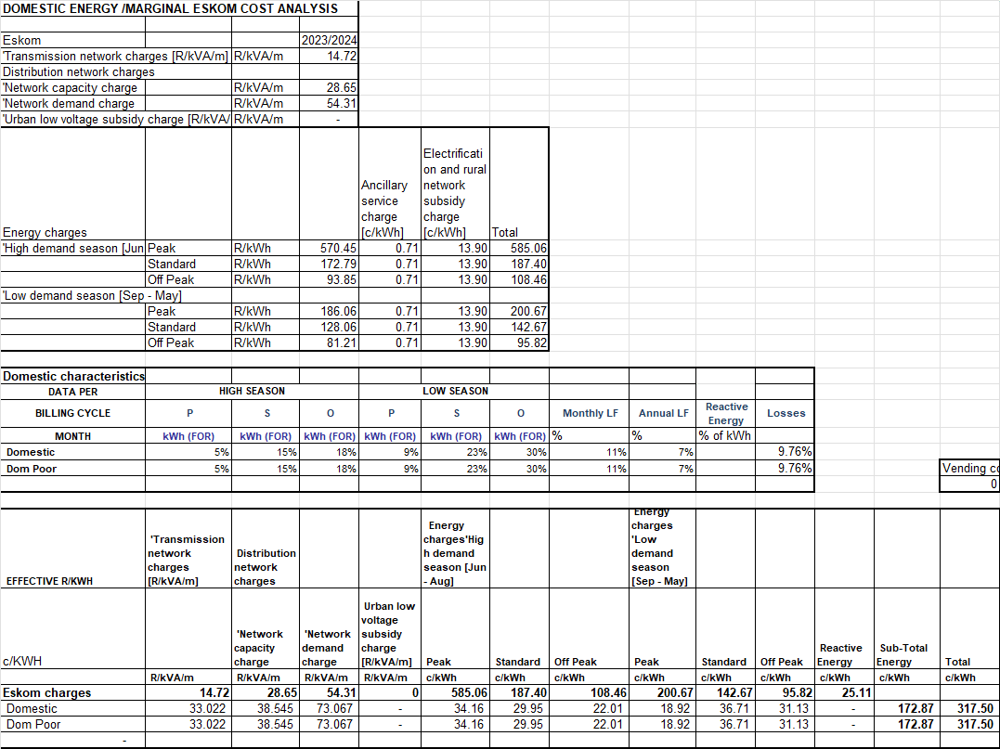 DOMESTIC ENERGY /MARGINAL ESKOM COST ANALYSIS
Eskom 2023/2024
'Transmission network charges [R/kVA/m] R/kVA/m 14.72
Distribution network charges
'Network capacity charge R/kVA/m 28.65
'Network demand charge R/kVA/m 54.31
'Urban low voltage subsidy charge [R/kVA/ R/kVA/m -
Energy charges Ancillary service charge [c/kWh] Electrificati on and rural network subsidy charge [c/kWh] Total
'High demand season [Jun Peak R/kWh 570.45 0.71 13.90 585.06
Standard R/kWh 172.79 0.71 13.90 187.40
Off Peak R/kWh 93.85 0.71 13.90 108.46
'Low demand season [Sep - May]
Peak R/kWh 186.06 0.71 13.90 200.67
Standard R/kWh 128.06 0.71 13.90 142.67
Off Peak R/kWh 81.21 0.71 13.90 95.82
Domestic characteristics
DATA PER HIGH SEASON LOW SEASON
BILLING CYCLE P S O P S O Monthly LF Annual LF Reactive Energy Losses
MONTH kWh (FOR) kWh (FOR) kWh (FOR) kWh (FOR) kWh (FOR) kWh (FOR) % % % of kWh
Domestic 5% 15% 18% 9% 23% 30% 11% 7% 9.76%
Dom Poor 5% 15% 18% 9% 23% 30% 11% 7% 9.76%
Vending co
0
EFFECTIVE R/KWH 'Transmission network charges [R/kVA/m] Distribution network charges Energy charges'Hig h demand season [Jun - Aug] Energy charges 'Low demand season [Sep - May]
c/KWH 'Network capacity charge 'Network demand charge Urban low voltage subsidy charge [R/kVA/m] Peak Standard Off Peak Peak Standard Off Peak Reactive Energy Sub-Total Energy Total
R/kVA/m R/kVA/m R/kVA/m R/kVA/m c/kWh c/kWh c/kWh c/kWh c/kWh c/kWh c/kWh c/kWh c/kWh
Eskom charges 14.72 28.65 54.31 0 585.06 187.40 108.46 200.67 142.67 95.82 25.11
Domestic 33.022 38.545 73.067 - 34.16 29.95 22.01 18.92 36.71 31.13 - 172.87 317.50
Dom Poor 33.022 38.545 73.067 - 34.16 29.95 22.01 18.92 36.71 31.13 - 172.87 317.50
-